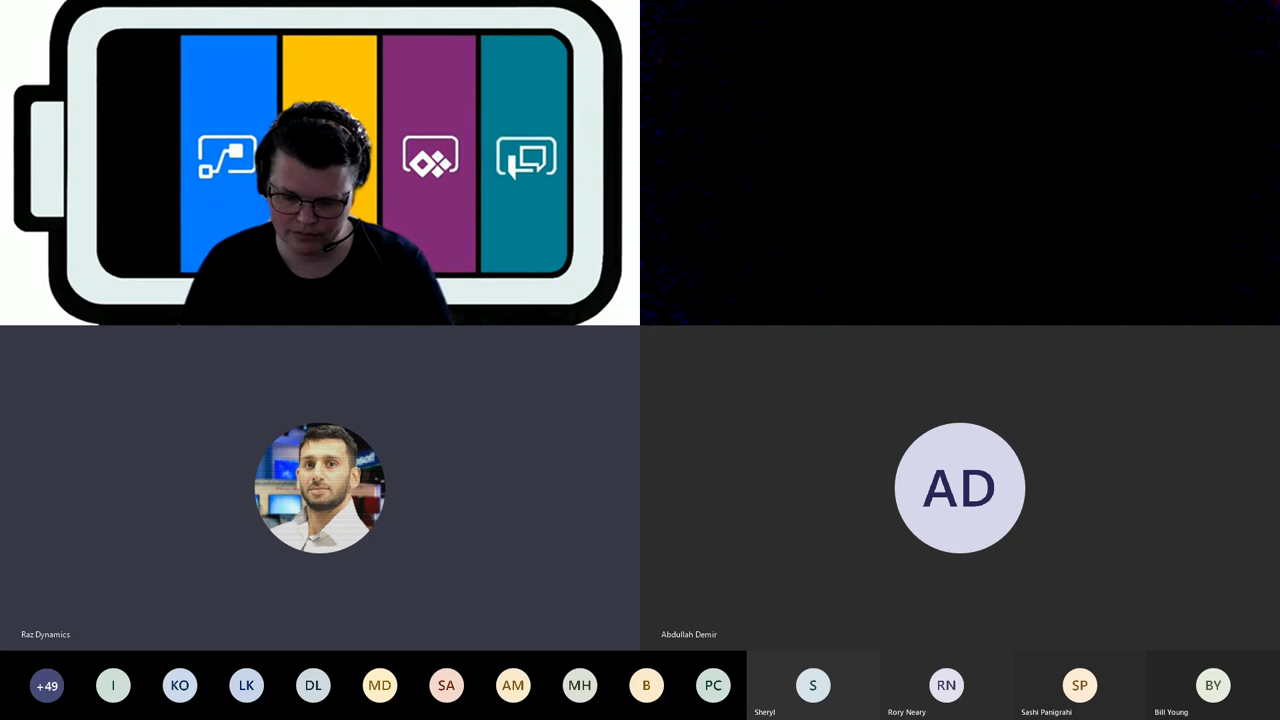 AD
Raz Dynamics
Abdullah Demir
+49
I
KO
LK
DL
MD
SA
AM
MH
B
PC
S
RN
SP
BY
Sheryl
Rory Neary
Sashi Panigrahi
Bill Young